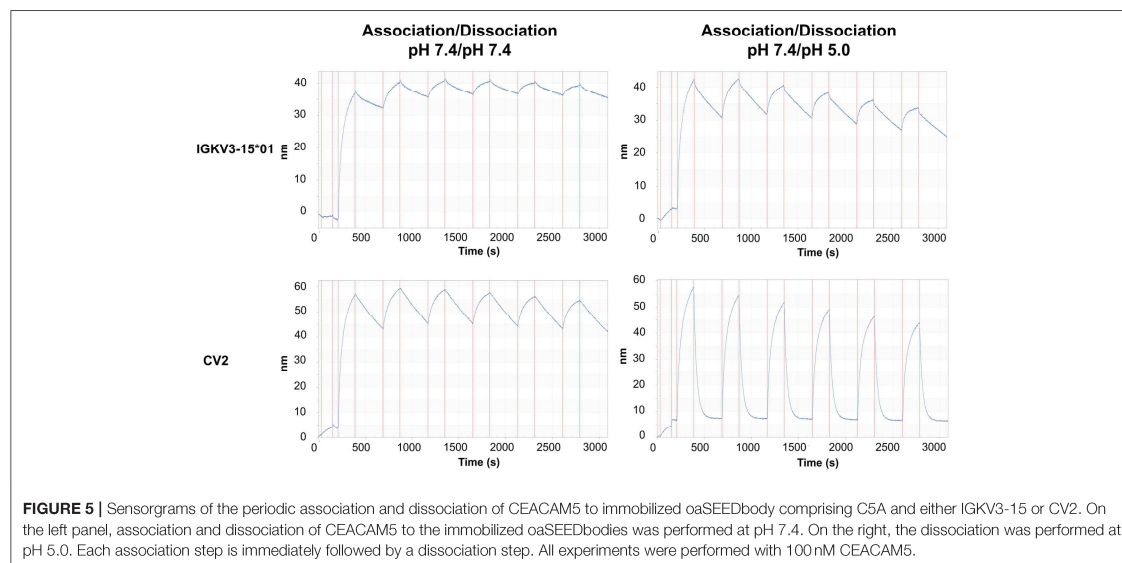 Association/Dissociation
pH 7.4/pH 7.4
Association/Dissociation
pH 7.4/pH 5.0
IGKV3-15*01
nm
40
30
20
10
0
0 500 1000 1500 2000 2500 3000
Time (s)
nm
40
30
20
10
0
0 500 1000 1500 2000 2500 3000
Time (s)
CV2
nm
60
50
40
30
20
10
0
0 500 1000 1500 2000 2500 3000
Time (s)
nm
60
50
40
30
20
10
0
0 500 1000 1500 2000 2500 3000
Time (s)
FIGURE 5 | Sensorgrams of the periodic association and dissociation of CEACAM5 to immobilized oaSEEDbody comprising C5A and either IGKV3-15 or CV2. On
the left panel, association and dissociation of CEACAM5 to the immobilized oaSEEDbodies was performed at pH 7.4. On the right, the dissociation was performed at
pH 5.0. Each association step is immediately followed by a dissociation step. All experiments were performed with 100 nM CEACAM5.